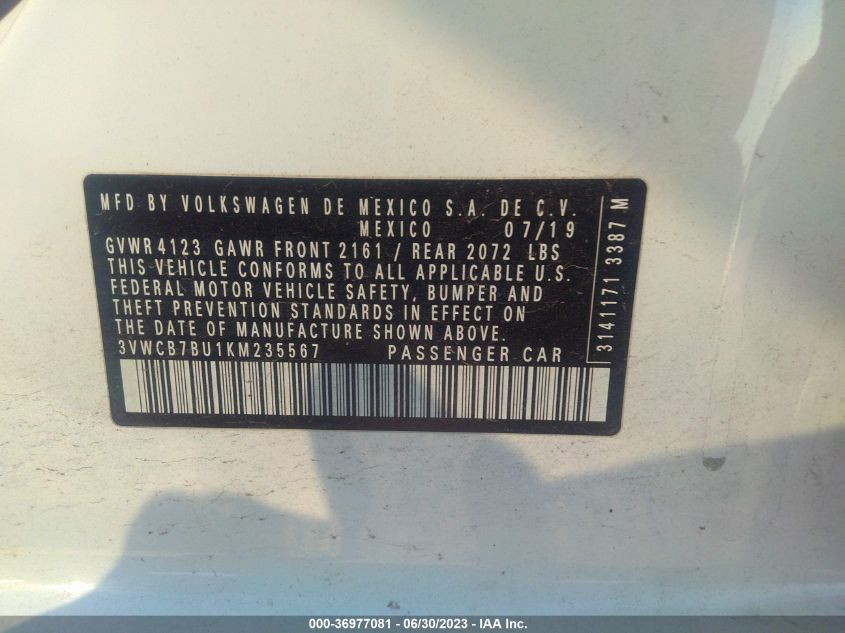 MFD BY VOLKSWAGEN DE MEXICO S.A. DE C.V.
MEXICO 07/19
GVWR 4123 GAWR FRONT 2161 / REAR 2072 LBS
THIS VEHICLE CONFORMS TO ALL APPLICABLE U.S.
FEDERAL MOTOR VEHICLE SAFETY, BUMPER AND
THEFT PREVENTION STANDARDS IN EFFECT ON
THE DATE OF MANUFACTURE SHOWN ABOVE.
3VWCB7BU1KM235567 PASSENGER CAR
3141171 3387 M
000-36977081 - 06/30/2023 - IAA Inc.